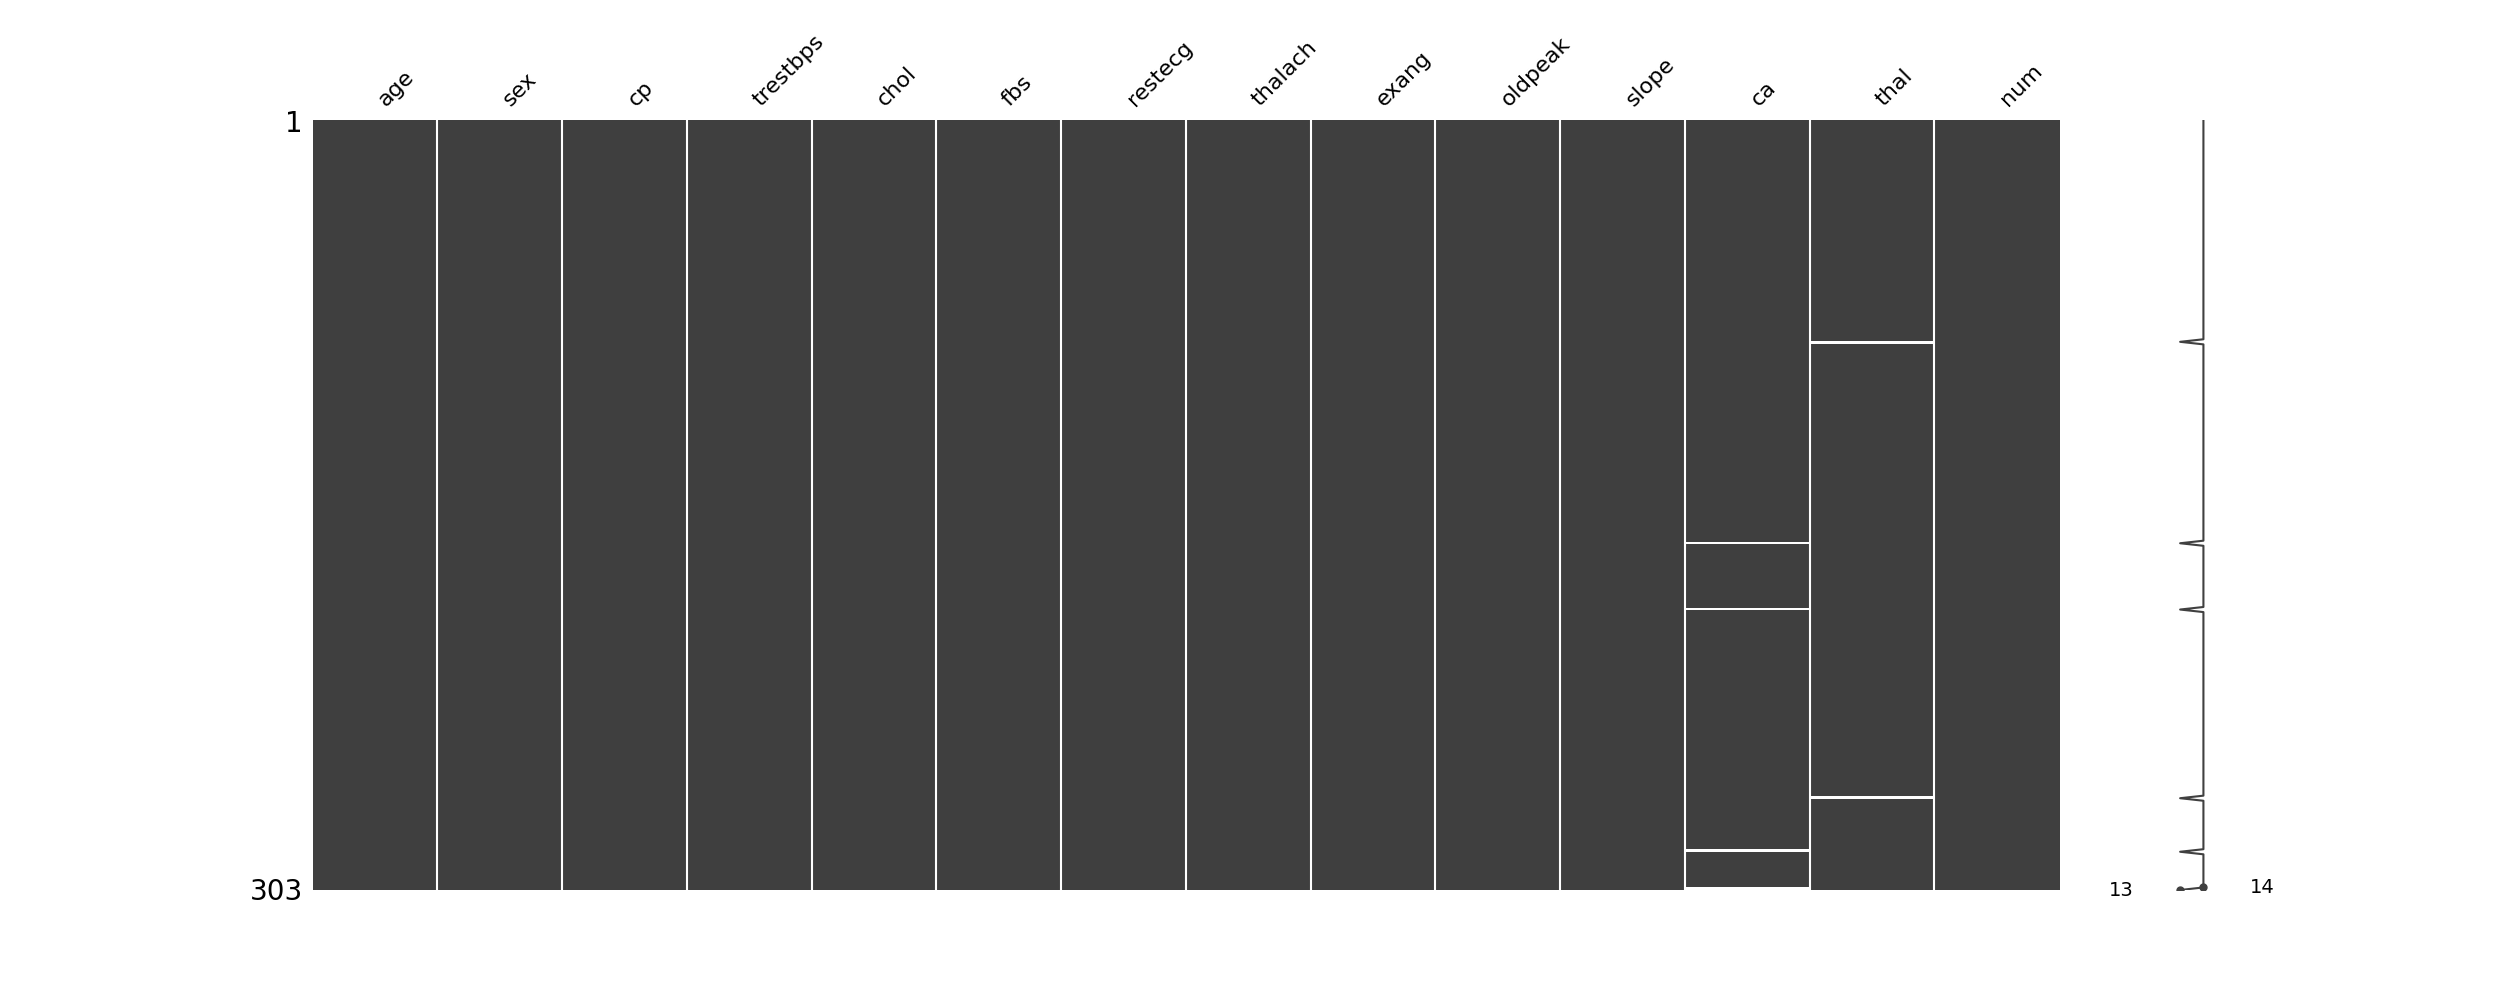 age sex cp trestbps chol fbs restecg thalach exang oldpeak slope ca thal num
1
303
13 14